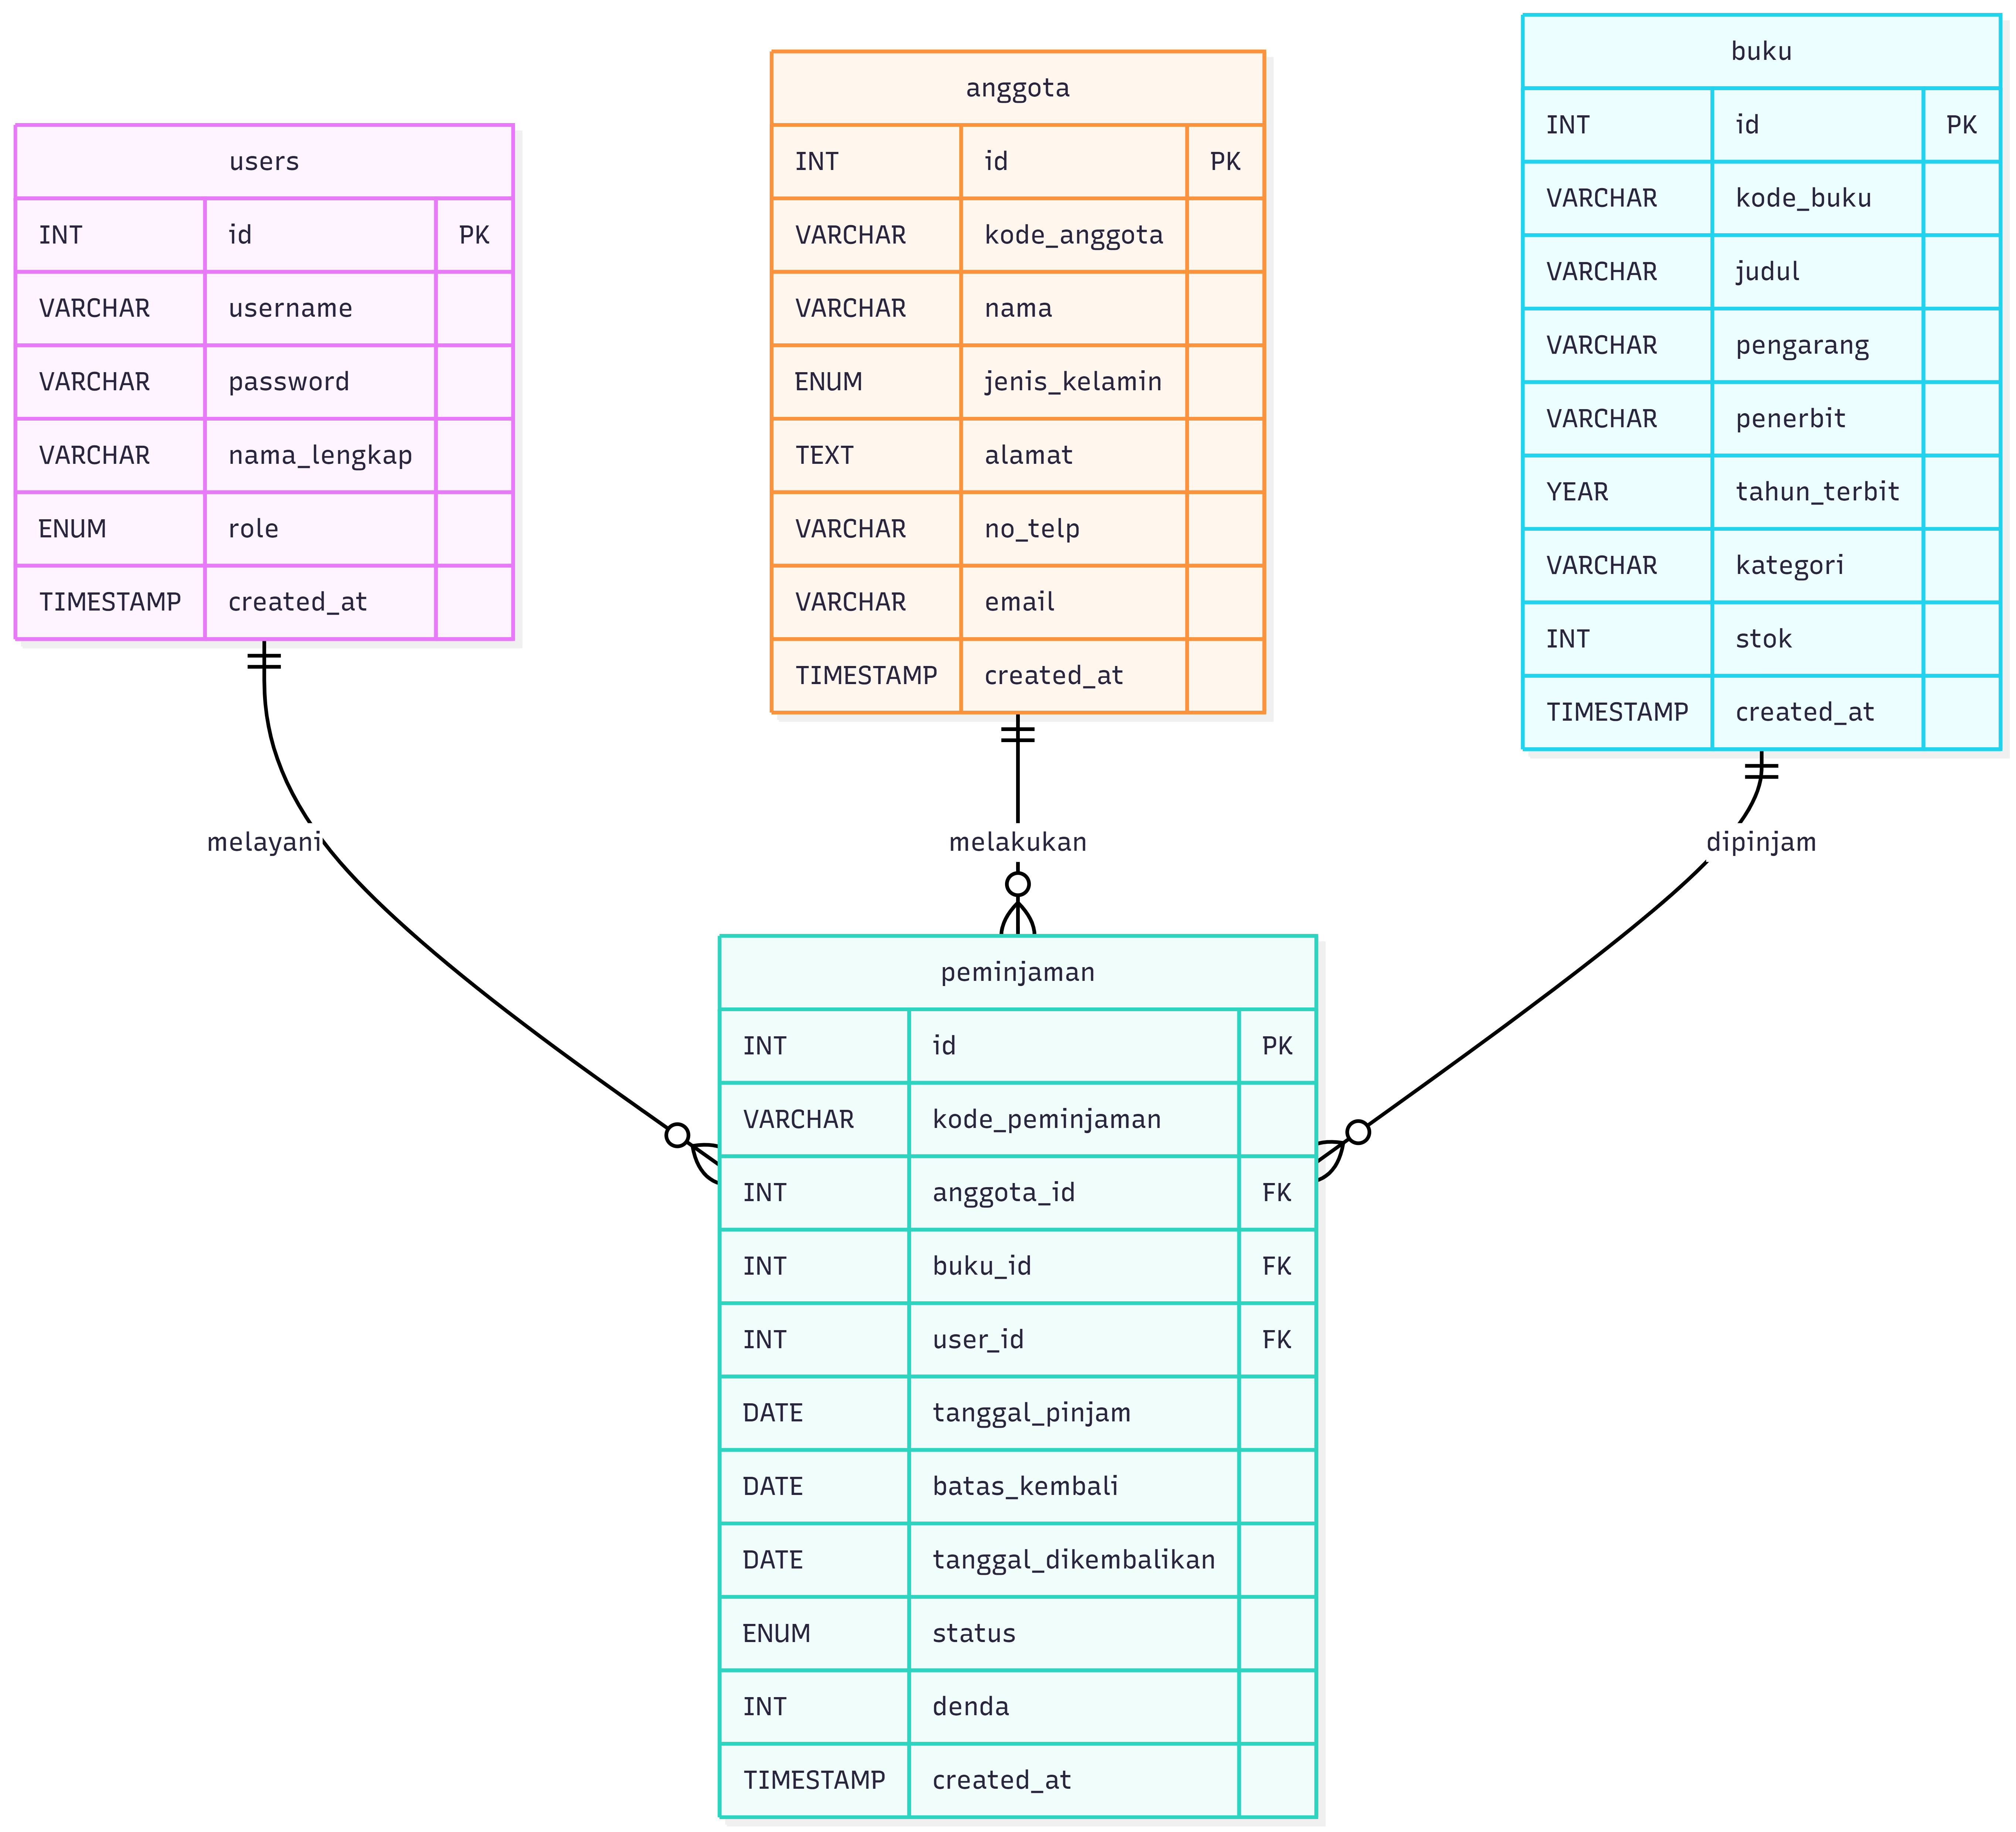 users
INT id PK
VARCHAR username
VARCHAR password
VARCHAR nama_lengkap
ENUM role
TIMESTAMP created_at
anggota
INT id PK
VARCHAR kode_anggota
VARCHAR nama
ENUM jenis_kelamin
TEXT alamat
VARCHAR no_telp
VARCHAR email
TIMESTAMP created_at
buku
INT id PK
VARCHAR kode_buku
VARCHAR judul
VARCHAR pengarang
VARCHAR penerbit
YEAR tahun_terbit
VARCHAR kategori
INT stok
TIMESTAMP created_at
melayani
melakukan
dipinjam
peminjaman
INT id PK
VARCHAR kode_peminjaman
INT anggota_id FK
INT buku_id FK
INT user_id FK
DATE tanggal_pinjam
DATE batas_kembali
DATE tanggal_dikembalikan
ENUM status
INT denda
TIMESTAMP created_at